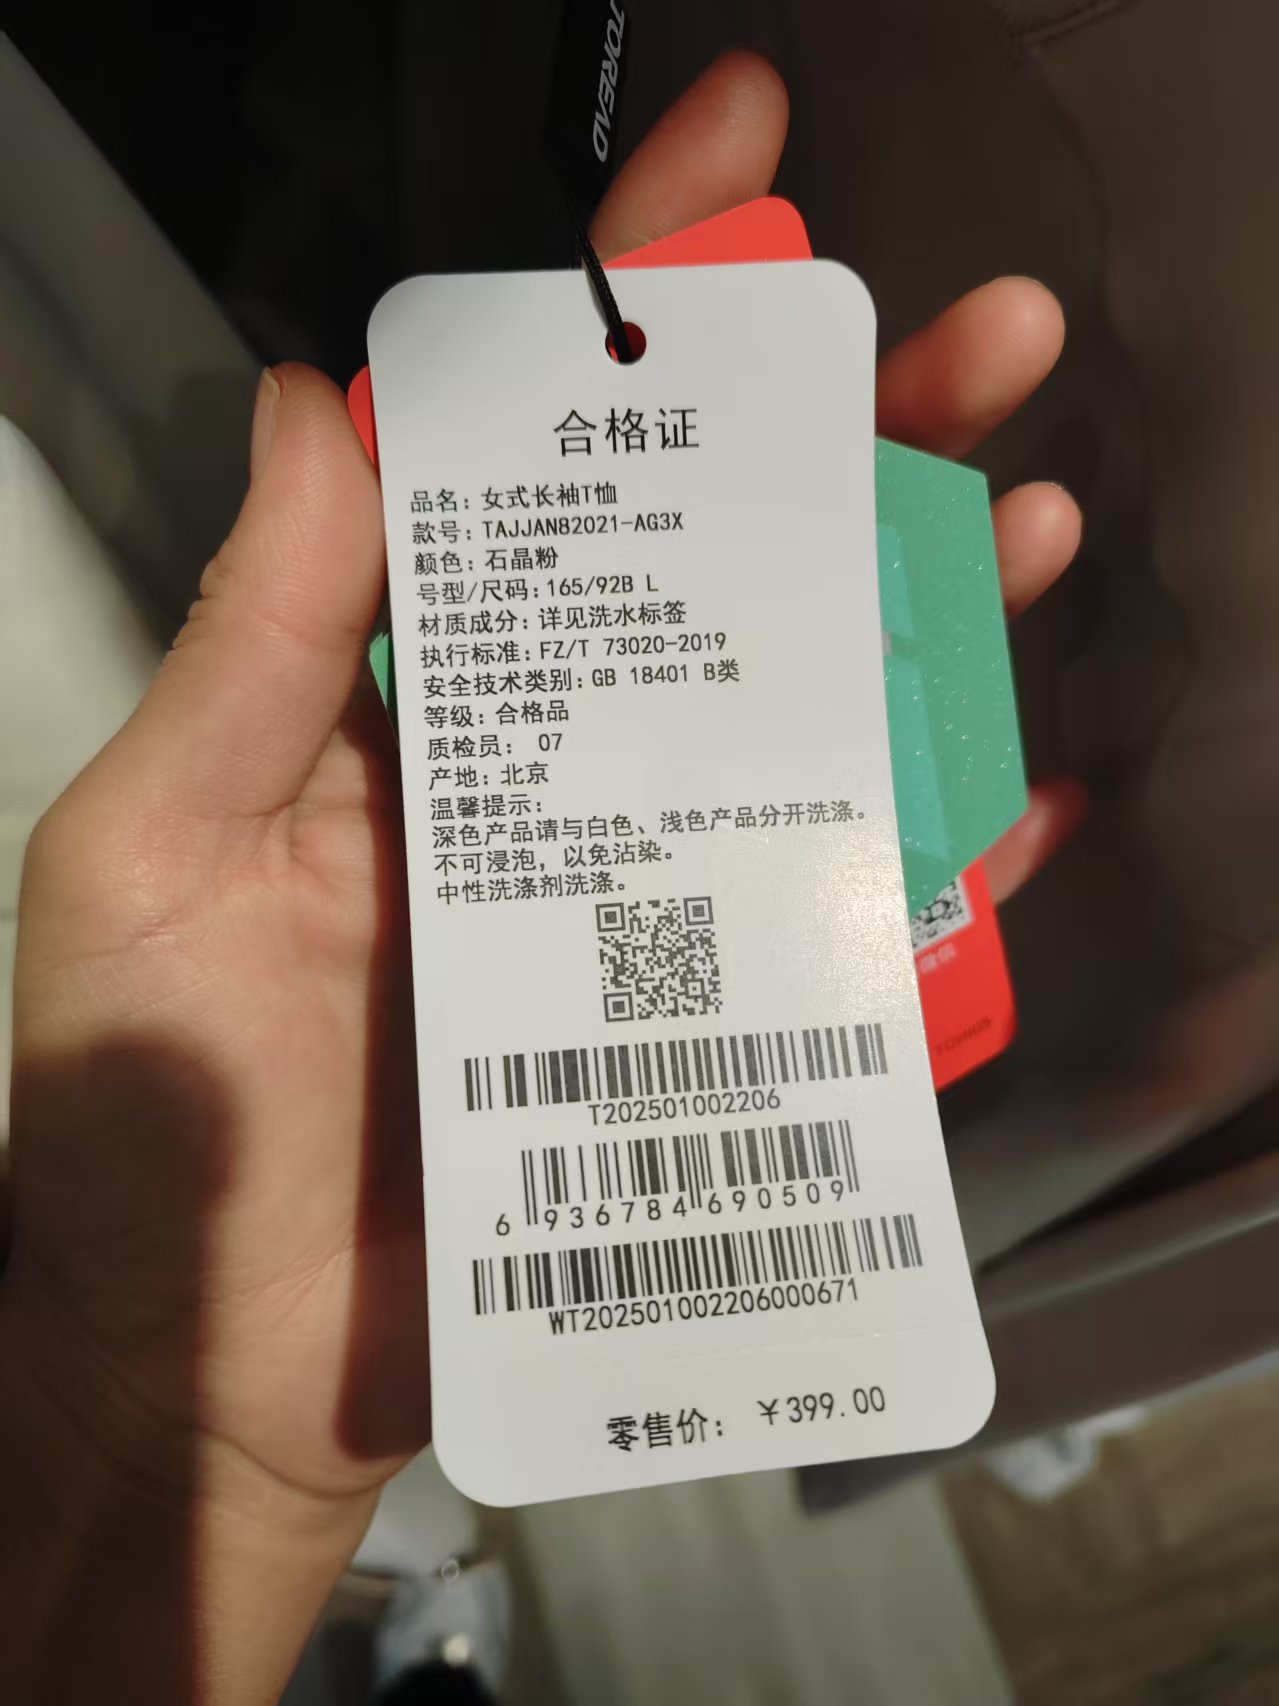 TOREAD
合格证
品名: 女式长袖T恤
款号: TAJJAN82021-AG3X
颜色: 石晶粉
号型/尺码: 165/92B L
材质成分: 详见洗水标签
执行标准: FZ/T 73020-2019
安全技术类别: GB 18401 B类
等级: 合格品
质检员: 07
产地: 北京
温馨提示:
深色产品请与白色、浅色产品分开洗涤。
不可浸泡，以免沾染。
中性洗涤剂洗涤。
T202501002206
6 936784 690509
WT202501002206000671
零售价: ￥399.00